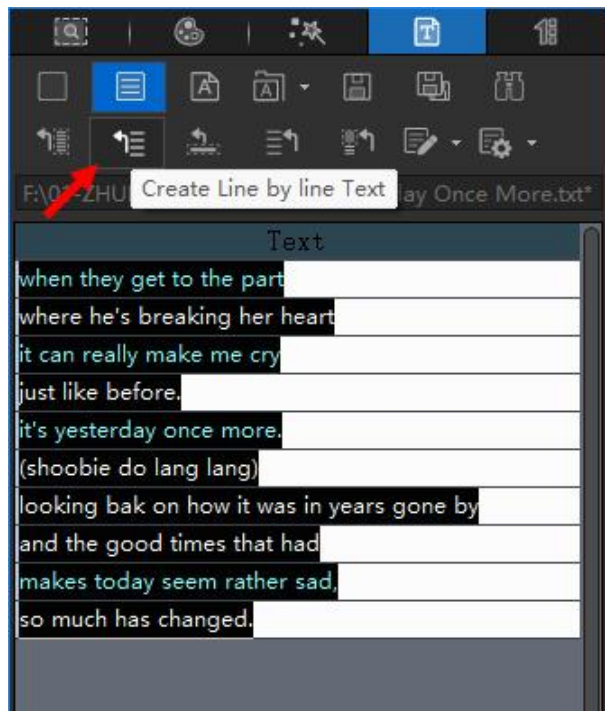 F:\01-ZHU
Create Line by line Text
lay Once More.txt*
Text
when they get to the part
where he's breaking her heart
it can really make me cry
just like before.
it's yesterday once more.
(shoobie do lang lang)
looking bak on how it was in years gone by
and the good times that had
makes today seem rather sad,
so much has changed.